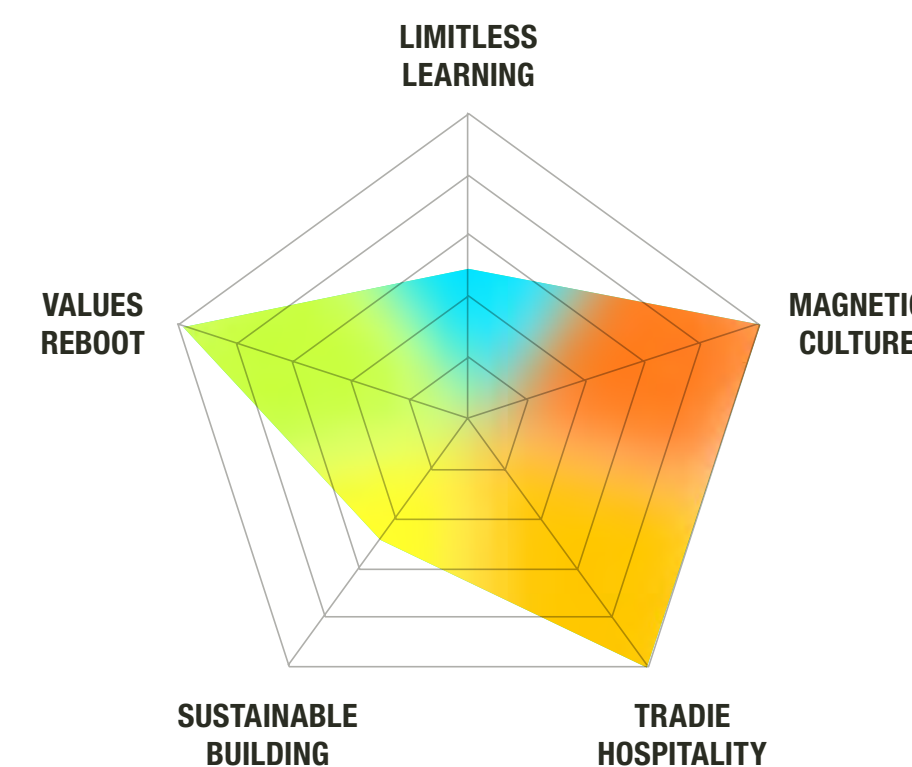 LIMITLESS
LEARNING
VALUES
REBOOT
MAGNETIC
CULTURE
SUSTAINABLE
BUILDING
TRADIE
HOSPITALITY